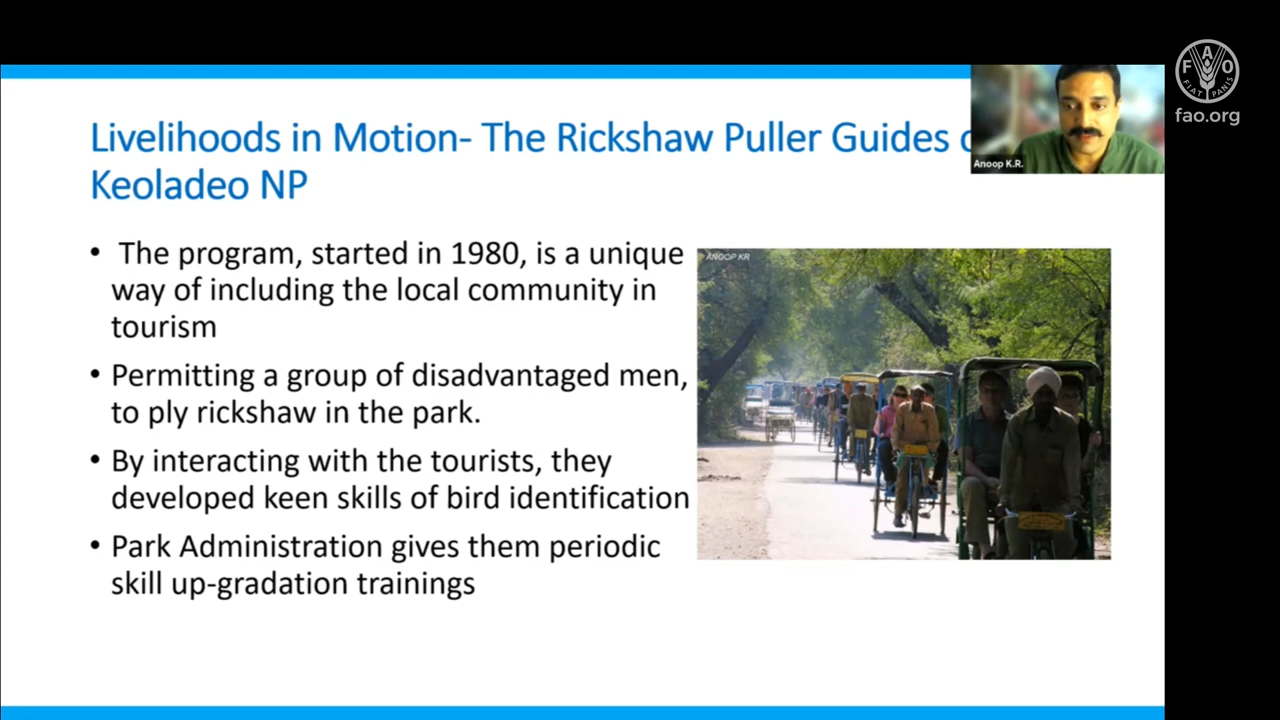 Livelihoods in Motion- The Rickshaw Puller Guides
Keoladeo NP
• The program, started in 1980, is a unique
way of including the local community in
tourism
• Permitting a group of disadvantaged men,
to ply rickshaw in the park.
• By interacting with the tourists, they
developed keen skills of bird identification
• Park Administration gives them periodic
skill up-gradation trainings
ANOOP KR
Anoop K.R.
F A O
FIAT PANIS
fao.org